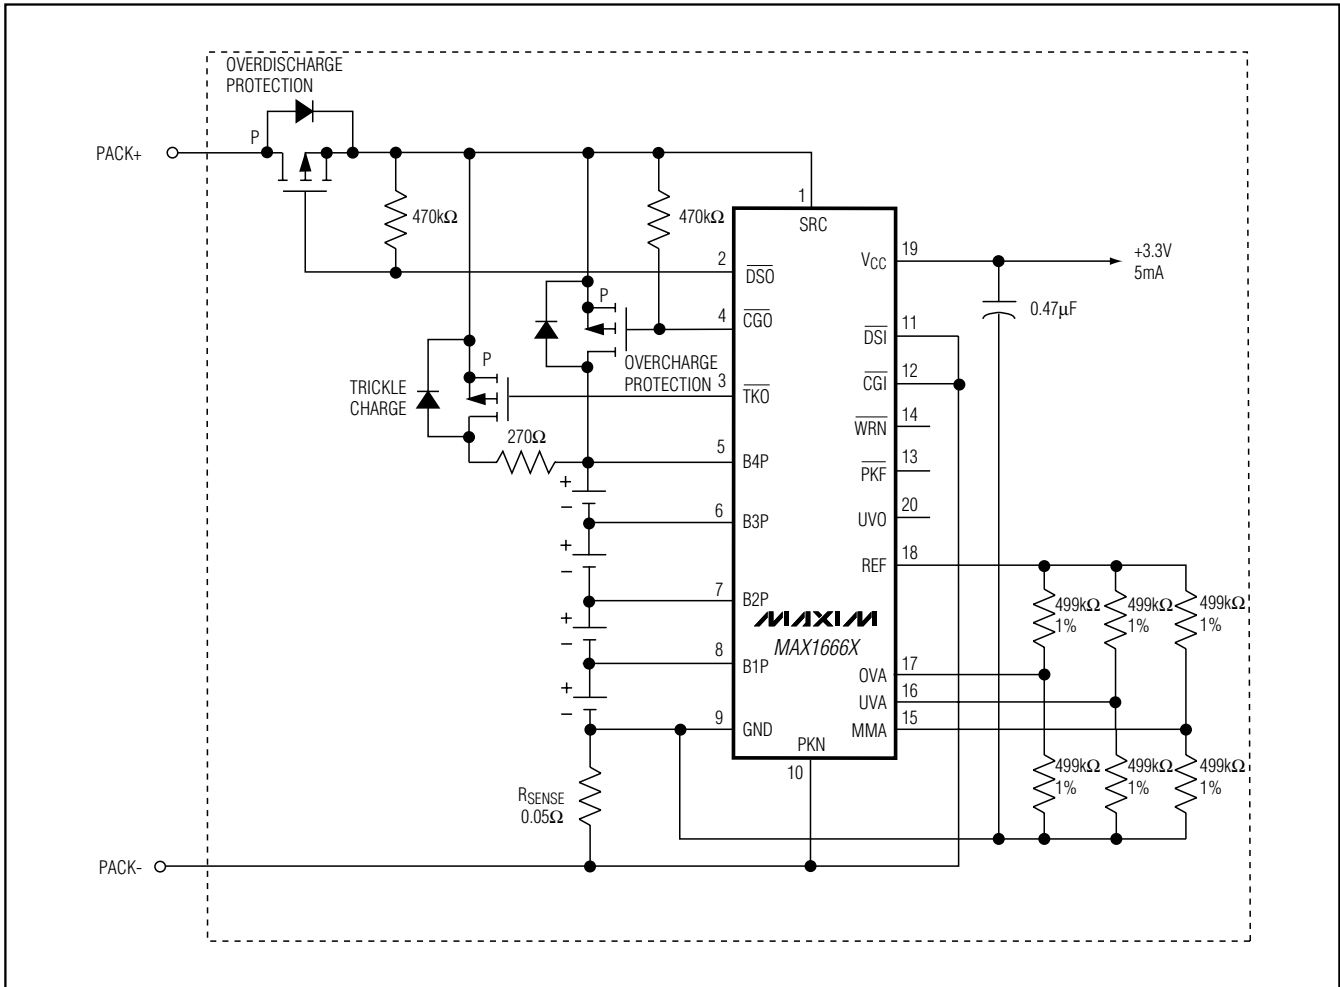 OVERDISCHARGE
PROTECTION
P
PACK+
470kΩ
470kΩ
1
SRC
2
DSO
VCC
19
+3.3V
5mA
P
4
CGO
0.47µF
11
DSI
OVERCHARGE
PROTECTION
P
3
TKO
12
CGI
TRICKLE
CHARGE
14
WRN
270Ω
5
B4P
13
PKF
+
−
6
B3P
20
UVO
+
−
18
REF
7
B2P
499kΩ
1%
499kΩ
1%
499kΩ
1%
MAXIM
MAX1666X
+
−
8
B1P
17
OVA
16
UVA
15
MMA
+
−
9
GND
PKN
10
499kΩ
1%
499kΩ
1%
499kΩ
1%
RSENSE
0.05Ω
PACK-